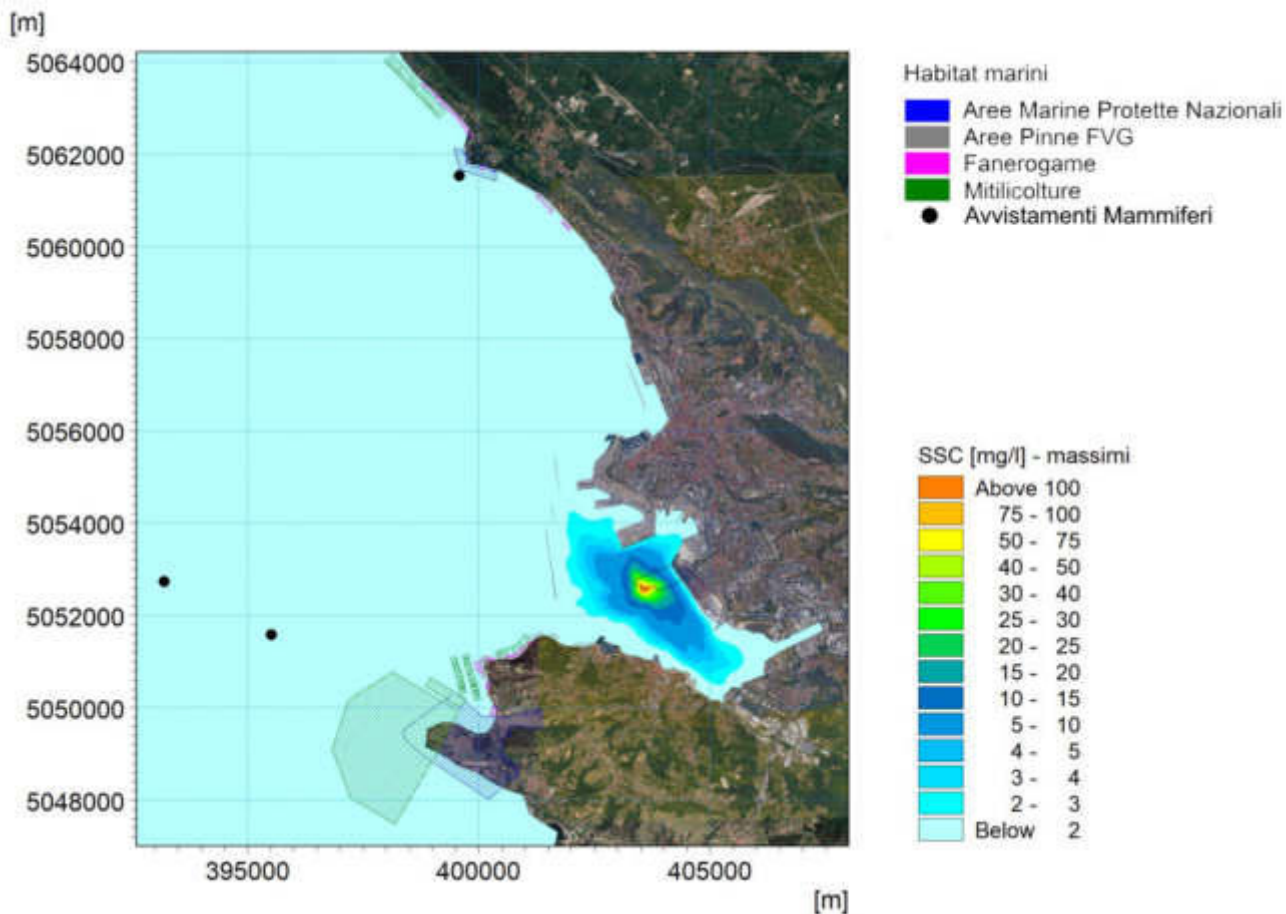 [m]
5064000
5062000
5060000
5058000
5056000
5054000
5052000
5050000
5048000
395000 400000 405000
[m]
Habitat marini
Aree Marine Protette Nazionali
Aree Pinne FVG
Fanerogame
Mitilicolture
Avvistamenti Mammiferi
SSC [mg/l] - massimi
Above 100
75 - 100
50 - 75
40 - 50
30 - 40
25 - 30
20 - 25
15 - 20
10 - 15
5 - 10
4 - 5
3 - 4
2 - 3
Below 2